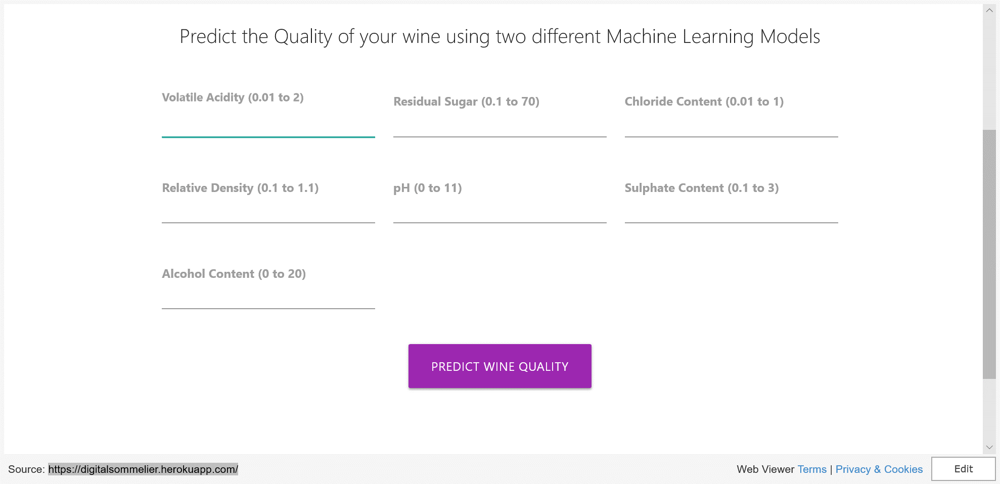 Predict the Quality of your wine using two different Machine Learning Models
Volatile Acidity (0.01 to 2)
Residual Sugar (0.1 to 70)
Chloride Content (0.01 to 1)
Relative Density (0.1 to 1.1)
pH (0 to 11)
Sulphate Content (0.1 to 3)
Alcohol Content (0 to 20)
PREDICT WINE QUALITY
Source: https://digitalsommelier.herokuapp.com/
Web Viewer Terms | Privacy & Cookies
Edit